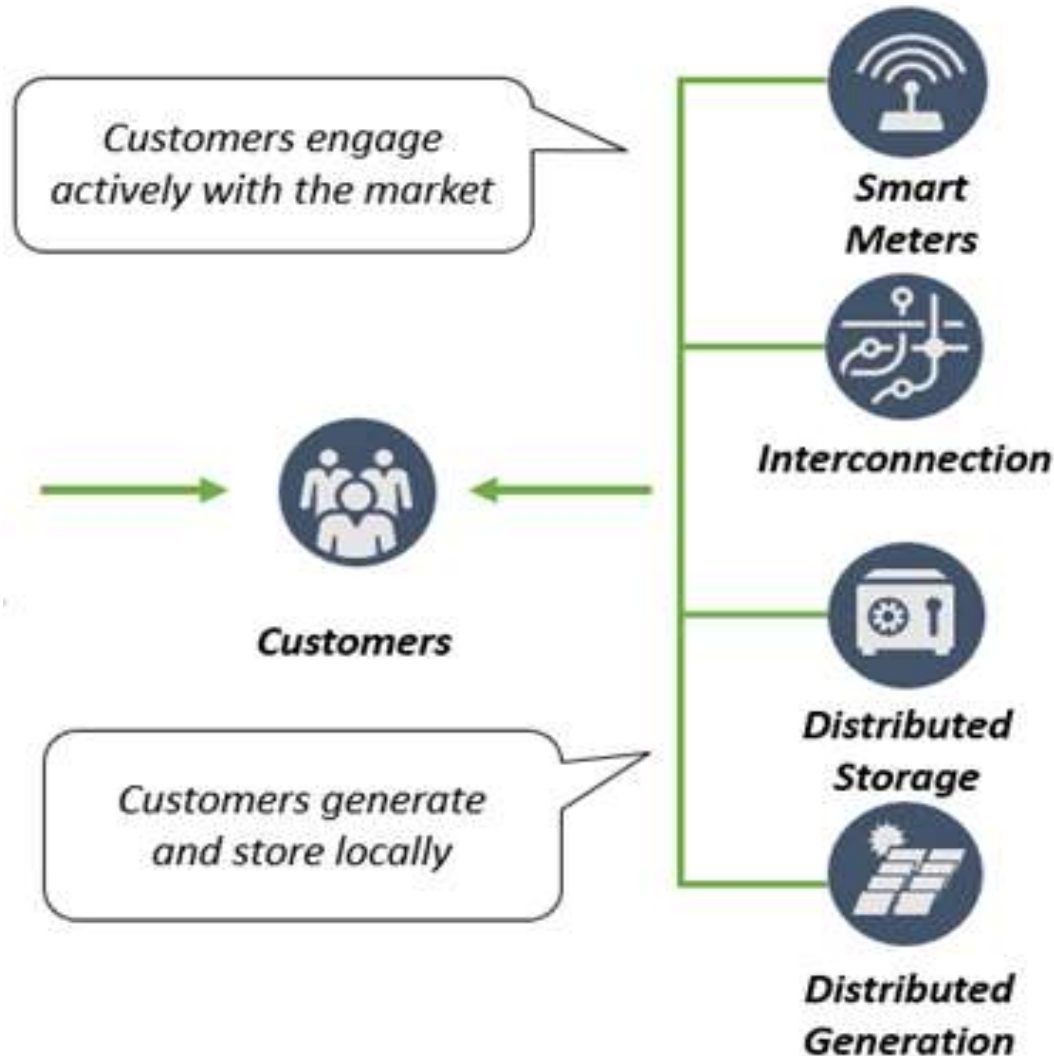 Customers engage
actively with the market
Smart
Meters
Interconnection
Customers
Distributed
Storage
Customers generate
and store locally
Distributed
Generation